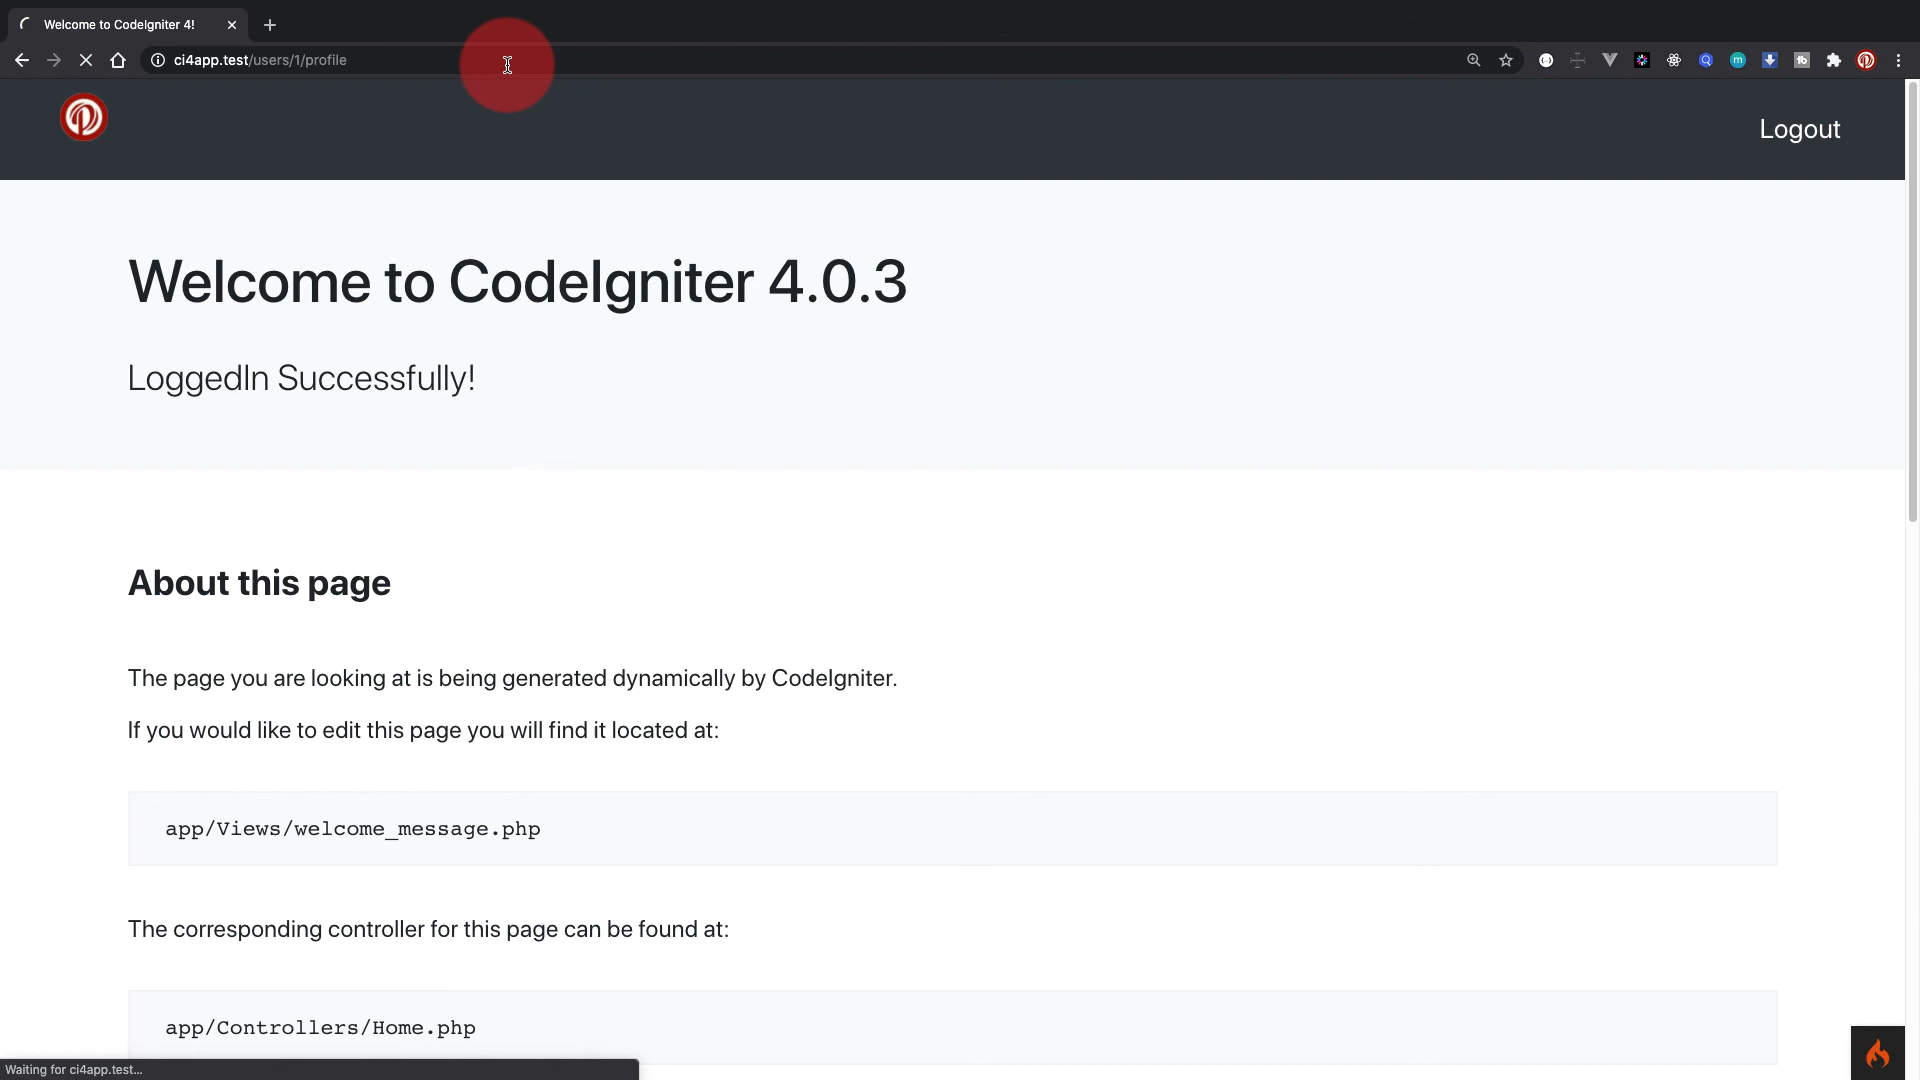 Welcome to CodeIgniter 4!
ci4app.test/users/1/profile
Logout
Welcome to CodeIgniter 4.0.3
LoggedIn Successfully!
About this page
The page you are looking at is being generated dynamically by CodeIgniter.
If you would like to edit this page you will find it located at:
app/Views/welcome_message.php
The corresponding controller for this page can be found at:
app/Controllers/Home.php
Waiting for ci4app.test...